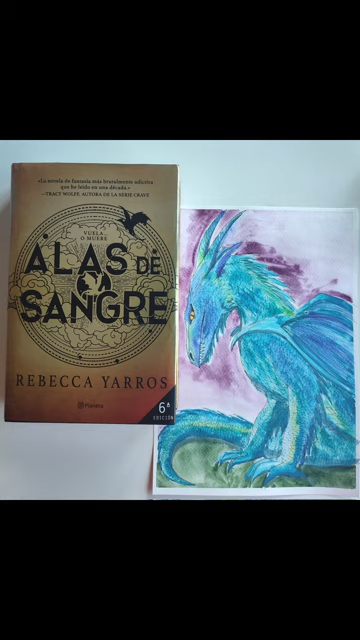 «La novela de fantasía más brutalmente adictiva
que he leído en una década.»
—TRACY WOLFF, AUTORA DE LA SERIE CRAVE
VUELA...
O MUERE
ALAS DE
SANGRE
REBECCA YARROS
Planeta
6ª
EDICIÓN